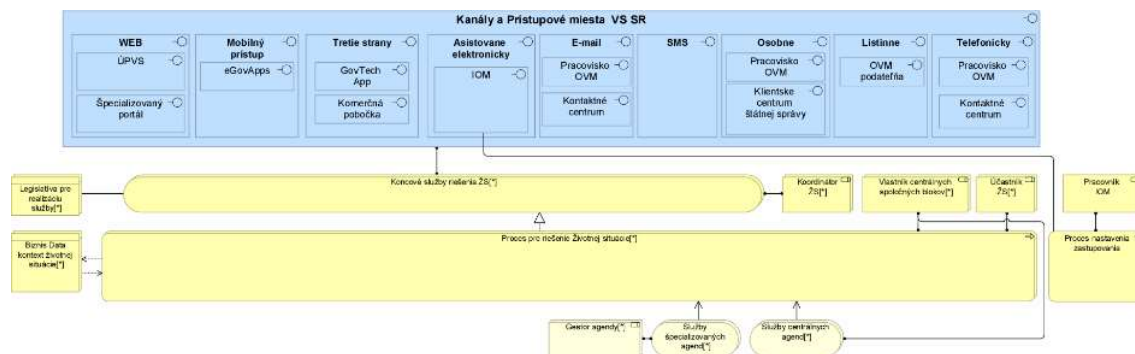 Kanály a Prístupové miesta VS SR
WEB
ÚPVS
Špecializovaný
portál
Mobilný
prístup
eGovApps
Tretie strany
GovTech
App
Komerčná
pobočka
Asistovane
elektronicky
IOM
E-mail
Pracovisko
OVM
Kontaktné
centrum
SMS
Osobne
Pracovisko
OVM
Klientske
centrum
štátnej správy
Listinne
OVM
podateľňa
Telefonicky
Pracovisko
OVM
Kontaktné
centrum
Legislatíva pre
realizáciu
služby[*]
Koncové služby riešenia ŽS[*]
Koordinátor
ŽS[*]
Vlastník centrálnych
spoločných blokov[*]
Účastník
ŽS[*]
Pracovník
IOM
Biznis Data
kontext životnej
situácie[*]
Proces pre riešenie Životnej situácie[*]
Proces nastavenia
zastupovania
Gestor agendy[*]
Služby
špecializovaných
agend[*]
Služby centrálnych
agend[*]